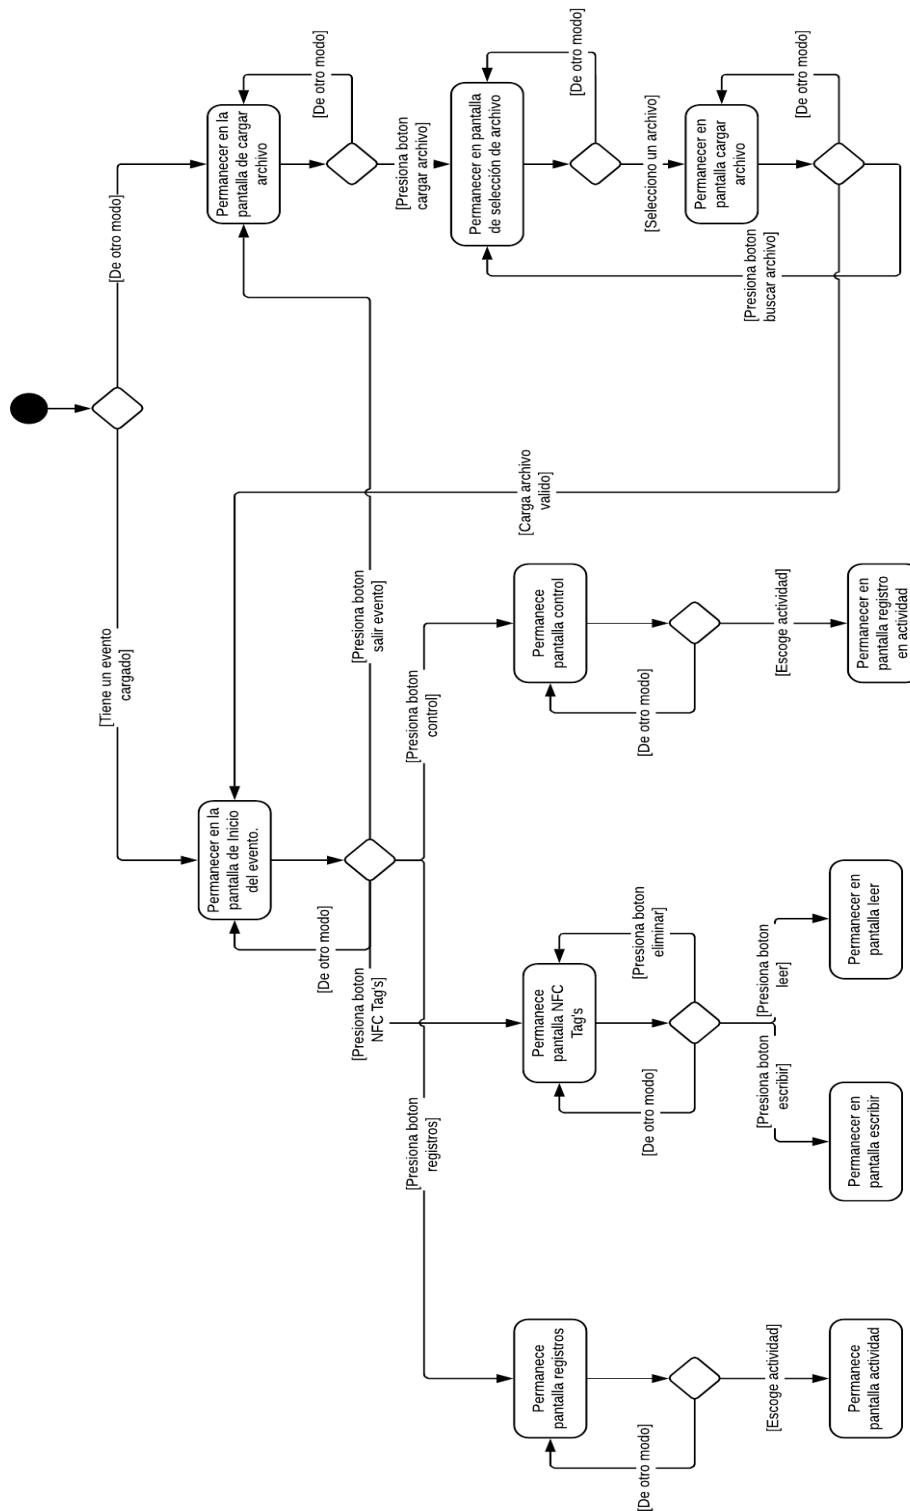 [Tiene un evento
cargado]
[De otro modo]
Permanecer en la
pantalla de Inicio
del evento.
[De otro modo]
Permanecer en la
pantalla de cargar
archivo
[De otro modo]
[Presiona boton
cargar archivo]
Permanecer en pantalla
de selección de archivo
[De otro modo]
[Selecciono un archivo]
Permanecer en
pantalla cargar
archivo
[De otro modo]
[Presiona boton
buscar archivo]
[Carga archivo
valido]
[Presiona boton
salir evento]
[Presiona boton
NFC Tag's]
[Presiona boton
control]
[Presiona boton
registros]
Permanece
pantalla registros
[De otro modo]
[Escoge actividad]
Permanece
pantalla actividad
Permanece
pantalla NFC
Tag's
[De otro modo]
[Presiona boton
eliminar]
[Presiona boton
escribir]
[Presiona boton
leer]
Permanecer en
pantalla escribir
Permanecer en
pantalla leer
Permanece
pantalla control
[De otro modo]
[Escoge actividad]
Permanecer en
pantalla registro
en actividad